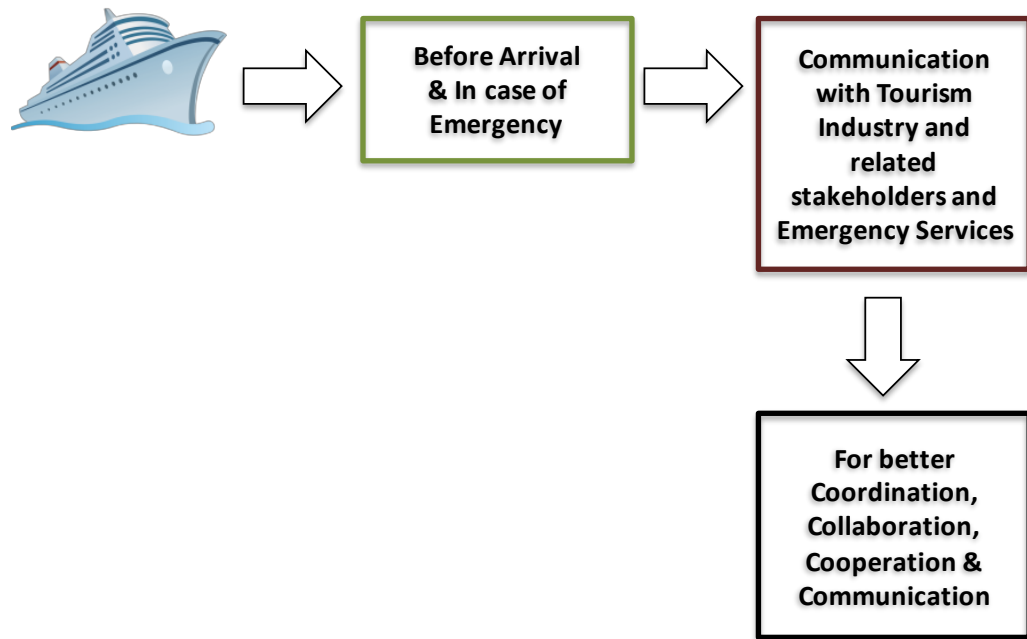 Before Arrival
& In case of
Emergency
Communication
with Tourism
Industry and
related
stakeholders and
Emergency Services
For better
Coordination,
Collaboration,
Cooperation &
Communication